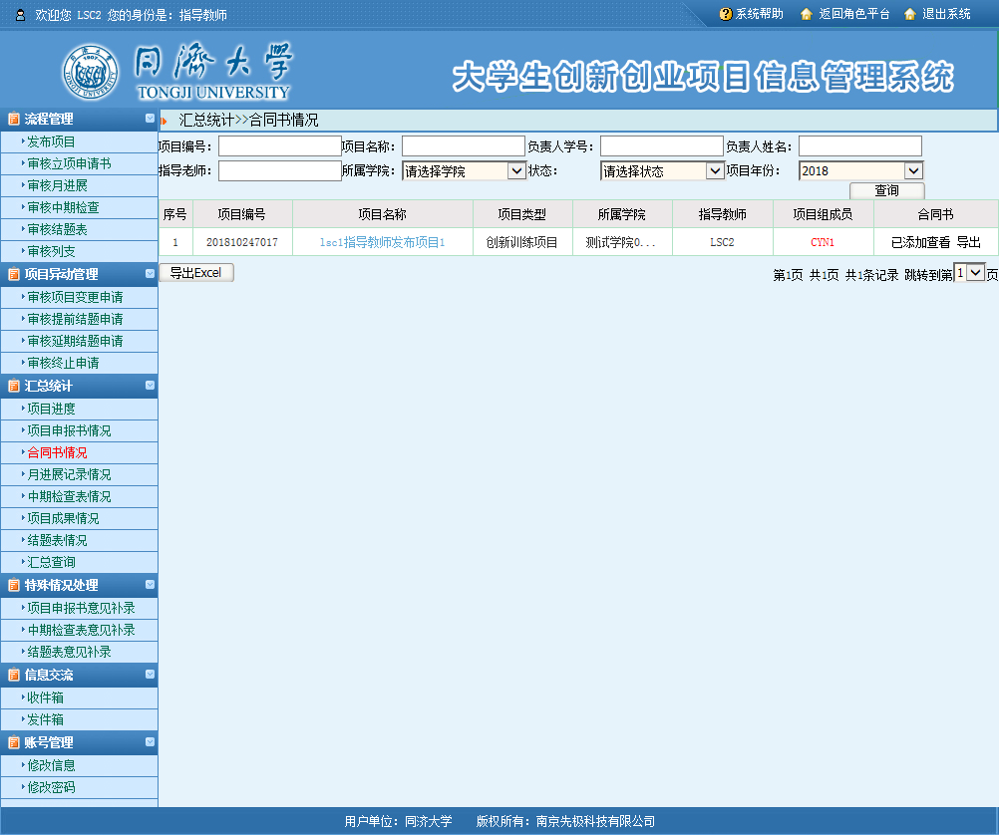 欢迎您 LSC2 您的身份是：指导教师
系统帮助 返回角色平台 退出系统
同濟大学
TONGJI UNIVERSITY
大学生创新创业项目信息管理系统
流程管理
发布项目
审核立项申请书
审核月进展
审核中期检查
审核结题表
审核列支
项目异动管理
审核项目变更申请
审核提前结题申请
审核延期结题申请
审核终止申请
汇总统计
项目进度
项目申报书情况
合同书情况
月进展记录情况
中期检查表情况
项目成果情况
结题表情况
汇总查询
特殊情况处理
项目申报书意见补录
中期检查表意见补录
结题表意见补录
信息交流
收件箱
发件箱
账号管理
修改信息
修改密码
汇总统计>>合同书情况
项目编号： 项目名称： 负责人学号： 负责人姓名：
指导老师： 所属学院： 请选择学院 状态： 请选择状态 项目年份： 2018
查询
序号 项目编号 项目名称 项目类型 所属学院 指导教师 项目组成员 合同书
1 201810247017 lsc1指导教师发布项目1 创新训练项目 测试学院0... LSC2 CYN1 已添加查看 导出
导出Excel 第1页 共1页 共1条记录 跳转到第 1 页
用户单位：同济大学 版权所有：南京先极科技有限公司